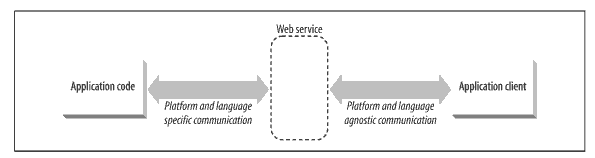 Web service
Application code
Application client
Platform and language
specific communication
Platform and language
agnostic communication